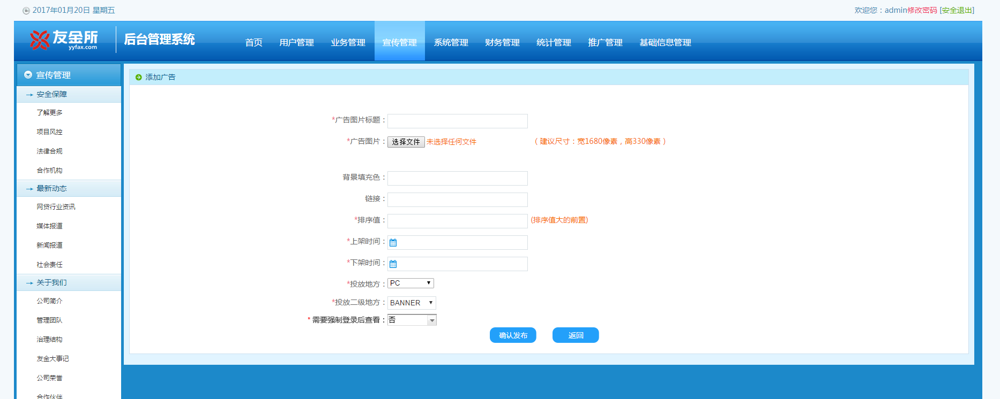 2017年01月20日 星期五
欢迎您：admin修改密码 [安全退出]
友金所
yyfax.com
后台管理系统
首页 用户管理 业务管理 宣传管理 系统管理 财务管理 统计管理 推广管理 基础信息管理
宣传管理
安全保障
了解更多
项目风控
法律合规
合作机构
最新动态
网贷行业资讯
媒体报道
新闻报道
社会责任
关于我们
公司简介
管理团队
治理结构
友金大事记
公司荣誉
合作伙伴
添加广告
*广告图片标题：
*广告图片： 选择文件 未选择任何文件 （ 建议尺寸：宽1680像素，高330像素 ）
背景填充色：
链接：
*排序值： (排序值大的前置)
*上架时间：
*下架时间：
*投放地方： PC
*投放二级地方： BANNER
* 需要强制登录后查看： 否
确认发布 返回